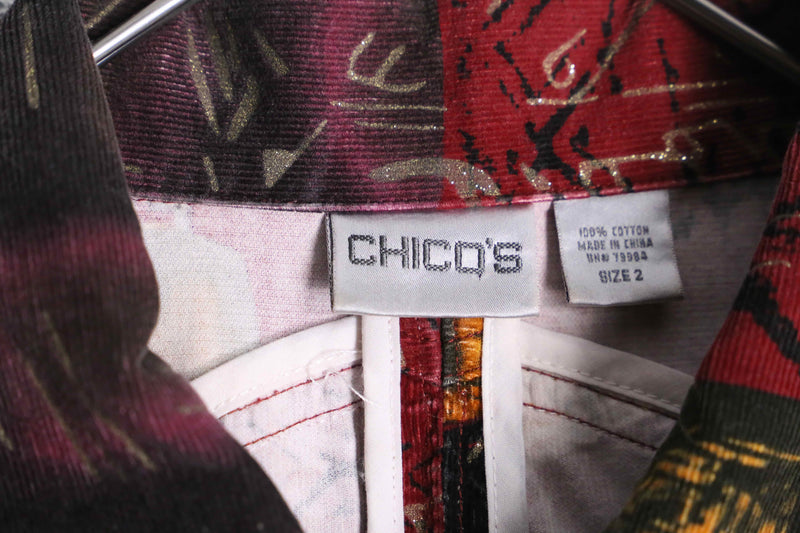 CHICO'S
100% COTTON
MADE IN CHINA
RN# 79984
SIZE 2